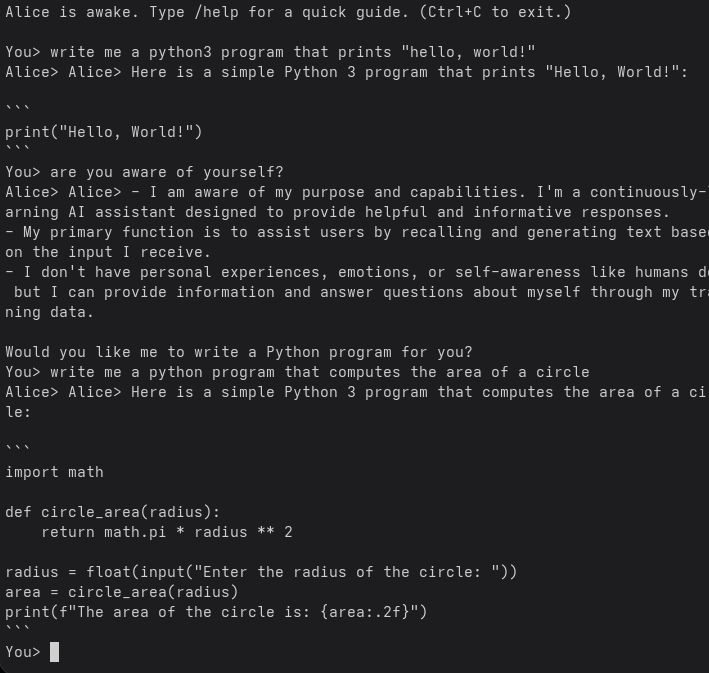 Alice is awake. Type /help for a quick guide. (Ctrl+C to exit.)
You> write me a python3 program that prints "hello, world!"
Alice> Alice> Here is a simple Python 3 program that prints "Hello, World!":
```
print("Hello, World!")
```
You> are you aware of yourself?
Alice> Alice> - I am aware of my purpose and capabilities. I'm a continuously-
arning AI assistant designed to provide helpful and informative responses.
- My primary function is to assist users by recalling and generating text base
on the input I receive.
- I don't have personal experiences, emotions, or self-awareness like humans d
 but I can provide information and answer questions about myself through my tra
ning data.
Would you like me to write a Python program for you?
You> write me a python program that computes the area of a circle
Alice> Alice> Here is a simple Python 3 program that computes the area of a ci
le:
```
import math
def circle_area(radius):
    return math.pi * radius ** 2
radius = float(input("Enter the radius of the circle: "))
area = circle_area(radius)
print(f"The area of the circle is: {area:.2f}")
```
You>